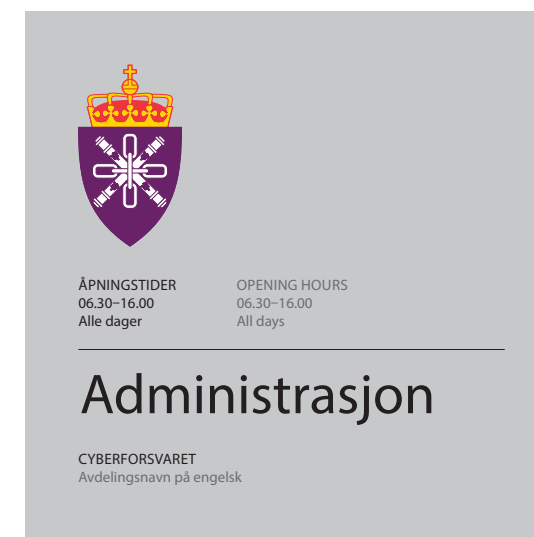 ÅPNINGSTIDER
06.30–16.00
Alle dager
OPENING HOURS
06.30–16.00
All days
Administrasjon
CYBERFORSVARET
Avdelingsnavn på engelsk